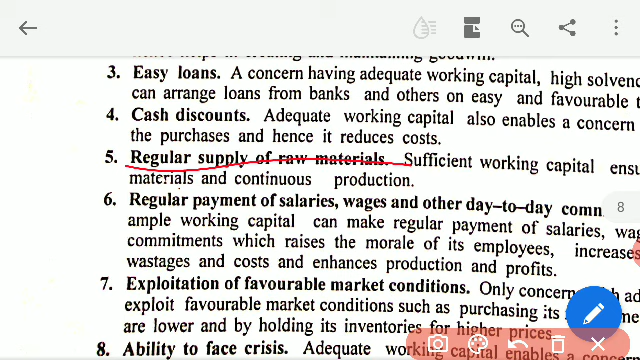 3. Easy loans. A concern having adequate working capital, high solvenc
can arrange loans from banks and others on easy and favourable t
4. Cash discounts. Adequate working capital also enables a concern
the purchases and hence it reduces costs.
5. Regular supply of raw materials. Sufficient working capital ensu
materials and continuous production.
8
6. Regular payment of salaries, wages and other day-to-day comm
ample working capital can make regular payment of salaries, wag
commitments which raises the morale of its employees, increases
wastages and costs and enhances production and profits.
7. Exploitation of favourable market conditions. Only concern ad
exploit favourable market conditions such as purchasing its
are lower and by holding its inventories for higher prices.
8. Ability to face crisis. Adequate working capital enables a concern